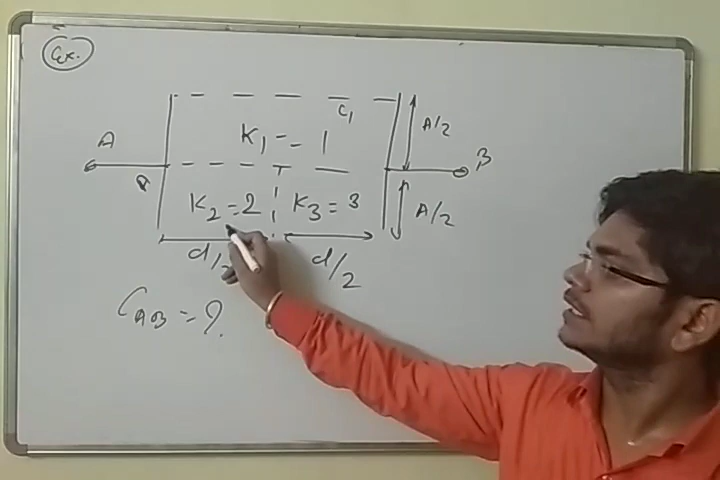 Ex.
C1
A/2
A
K1 = 1
B
K2 = 2 K3 = 3
A/2
d/2 d/2
CAB = ?